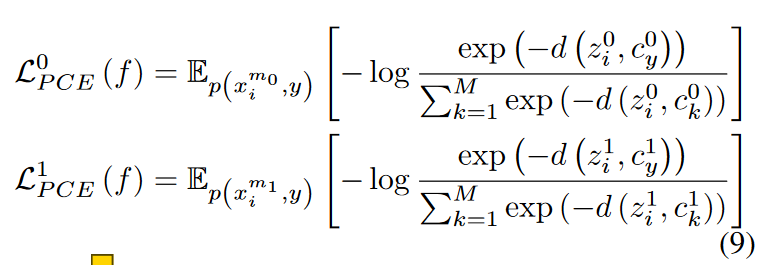 $\mathcal{L}_{PCE}^{0}(f) = \mathbb{E}_{p(x_i^{m_0}, y)} \left[ -\log \frac{\exp(-d(z_i^0, c_y^0))}{\sum_{k=1}^{M} \exp(-d(z_i^0, c_k^0))} \right]$
$\mathcal{L}_{PCE}^{1}(f) = \mathbb{E}_{p(x_i^{m_1}, y)} \left[ -\log \frac{\exp(-d(z_i^1, c_y^1))}{\sum_{k=1}^{M} \exp(-d(z_i^1, c_k^1))} \right]$
(9)